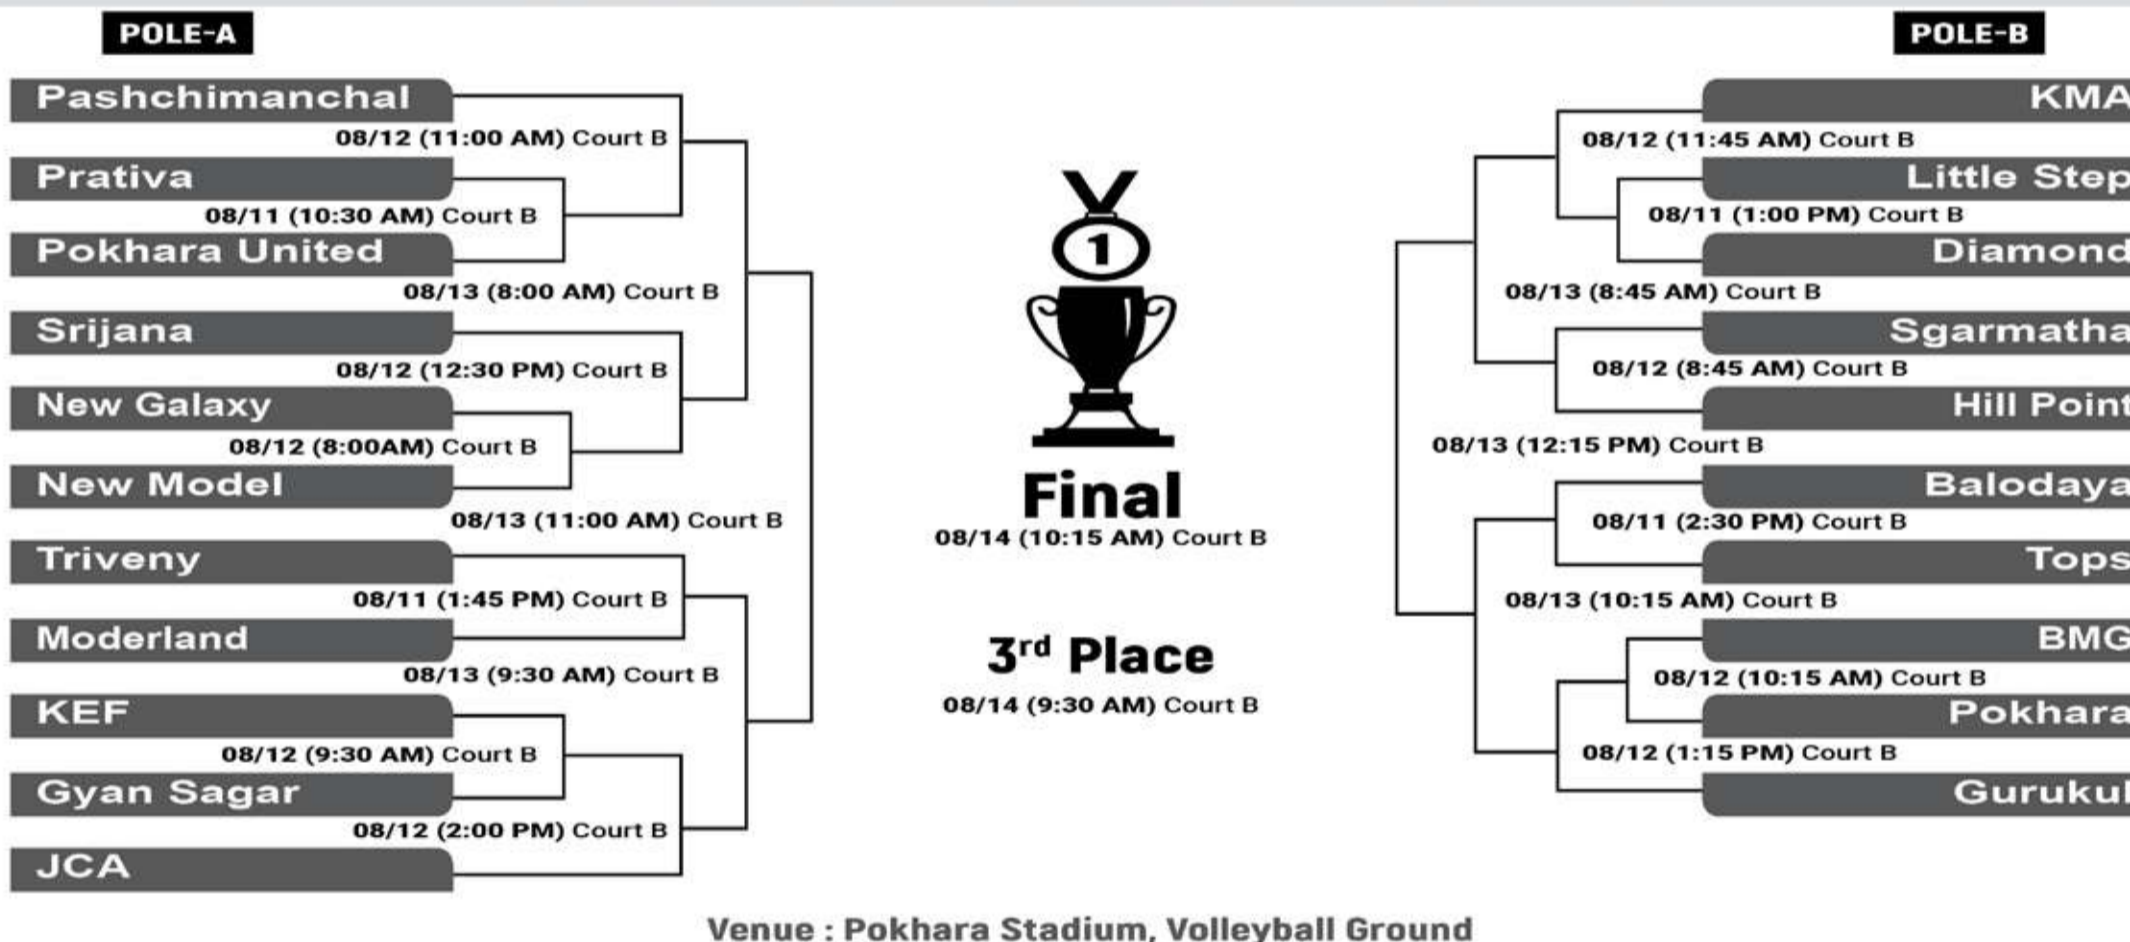 POLE-A
Pashchimanchal
08/12 (11:00 AM) Court B
Prativa
08/11 (10:30 AM) Court B
Pokhara United
08/13 (8:00 AM) Court B
Srijana
08/12 (12:30 PM) Court B
New Galaxy
08/12 (8:00AM) Court B
New Model
08/13 (11:00 AM) Court B
Triveny
08/11 (1:45 PM) Court B
Moderland
08/13 (9:30 AM) Court B
KEF
08/12 (9:30 AM) Court B
Gyan Sagar
08/12 (2:00 PM) Court B
JCA
1
Final
08/14 (10:15 AM) Court B
3rd Place
08/14 (9:30 AM) Court B
POLE-B
KMA
08/12 (11:45 AM) Court B
Little Step
08/11 (1:00 PM) Court B
Diamond
08/13 (8:45 AM) Court B
Sgarmatha
08/12 (8:45 AM) Court B
Hill Point
08/13 (12:15 PM) Court B
Balodaya
08/11 (2:30 PM) Court B
Tops
08/13 (10:15 AM) Court B
BMG
08/12 (10:15 AM) Court B
Pokhara
08/12 (1:15 PM) Court B
Gurukul
Venue : Pokhara Stadium, Volleyball Ground